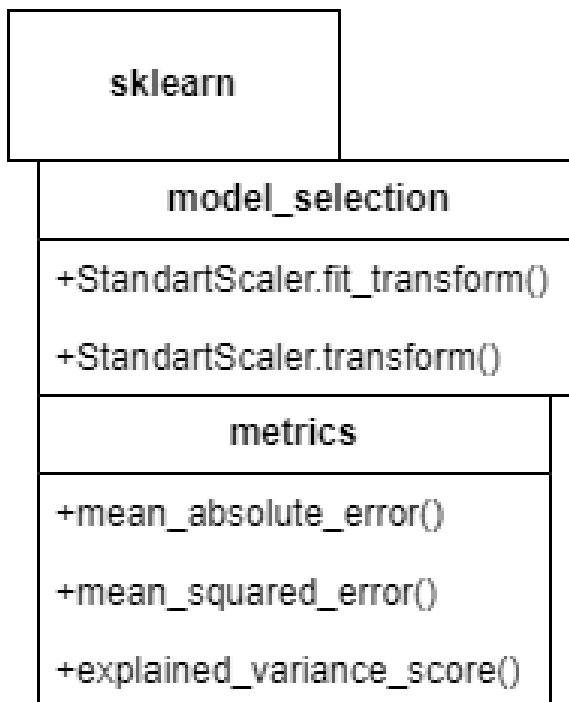 sklearn
model_selection
+StandartScaler.fit_transform()
+StandartScaler.transform()
metrics
+mean_absolute_error()
+mean_squared_error()
+explained_variance_score()